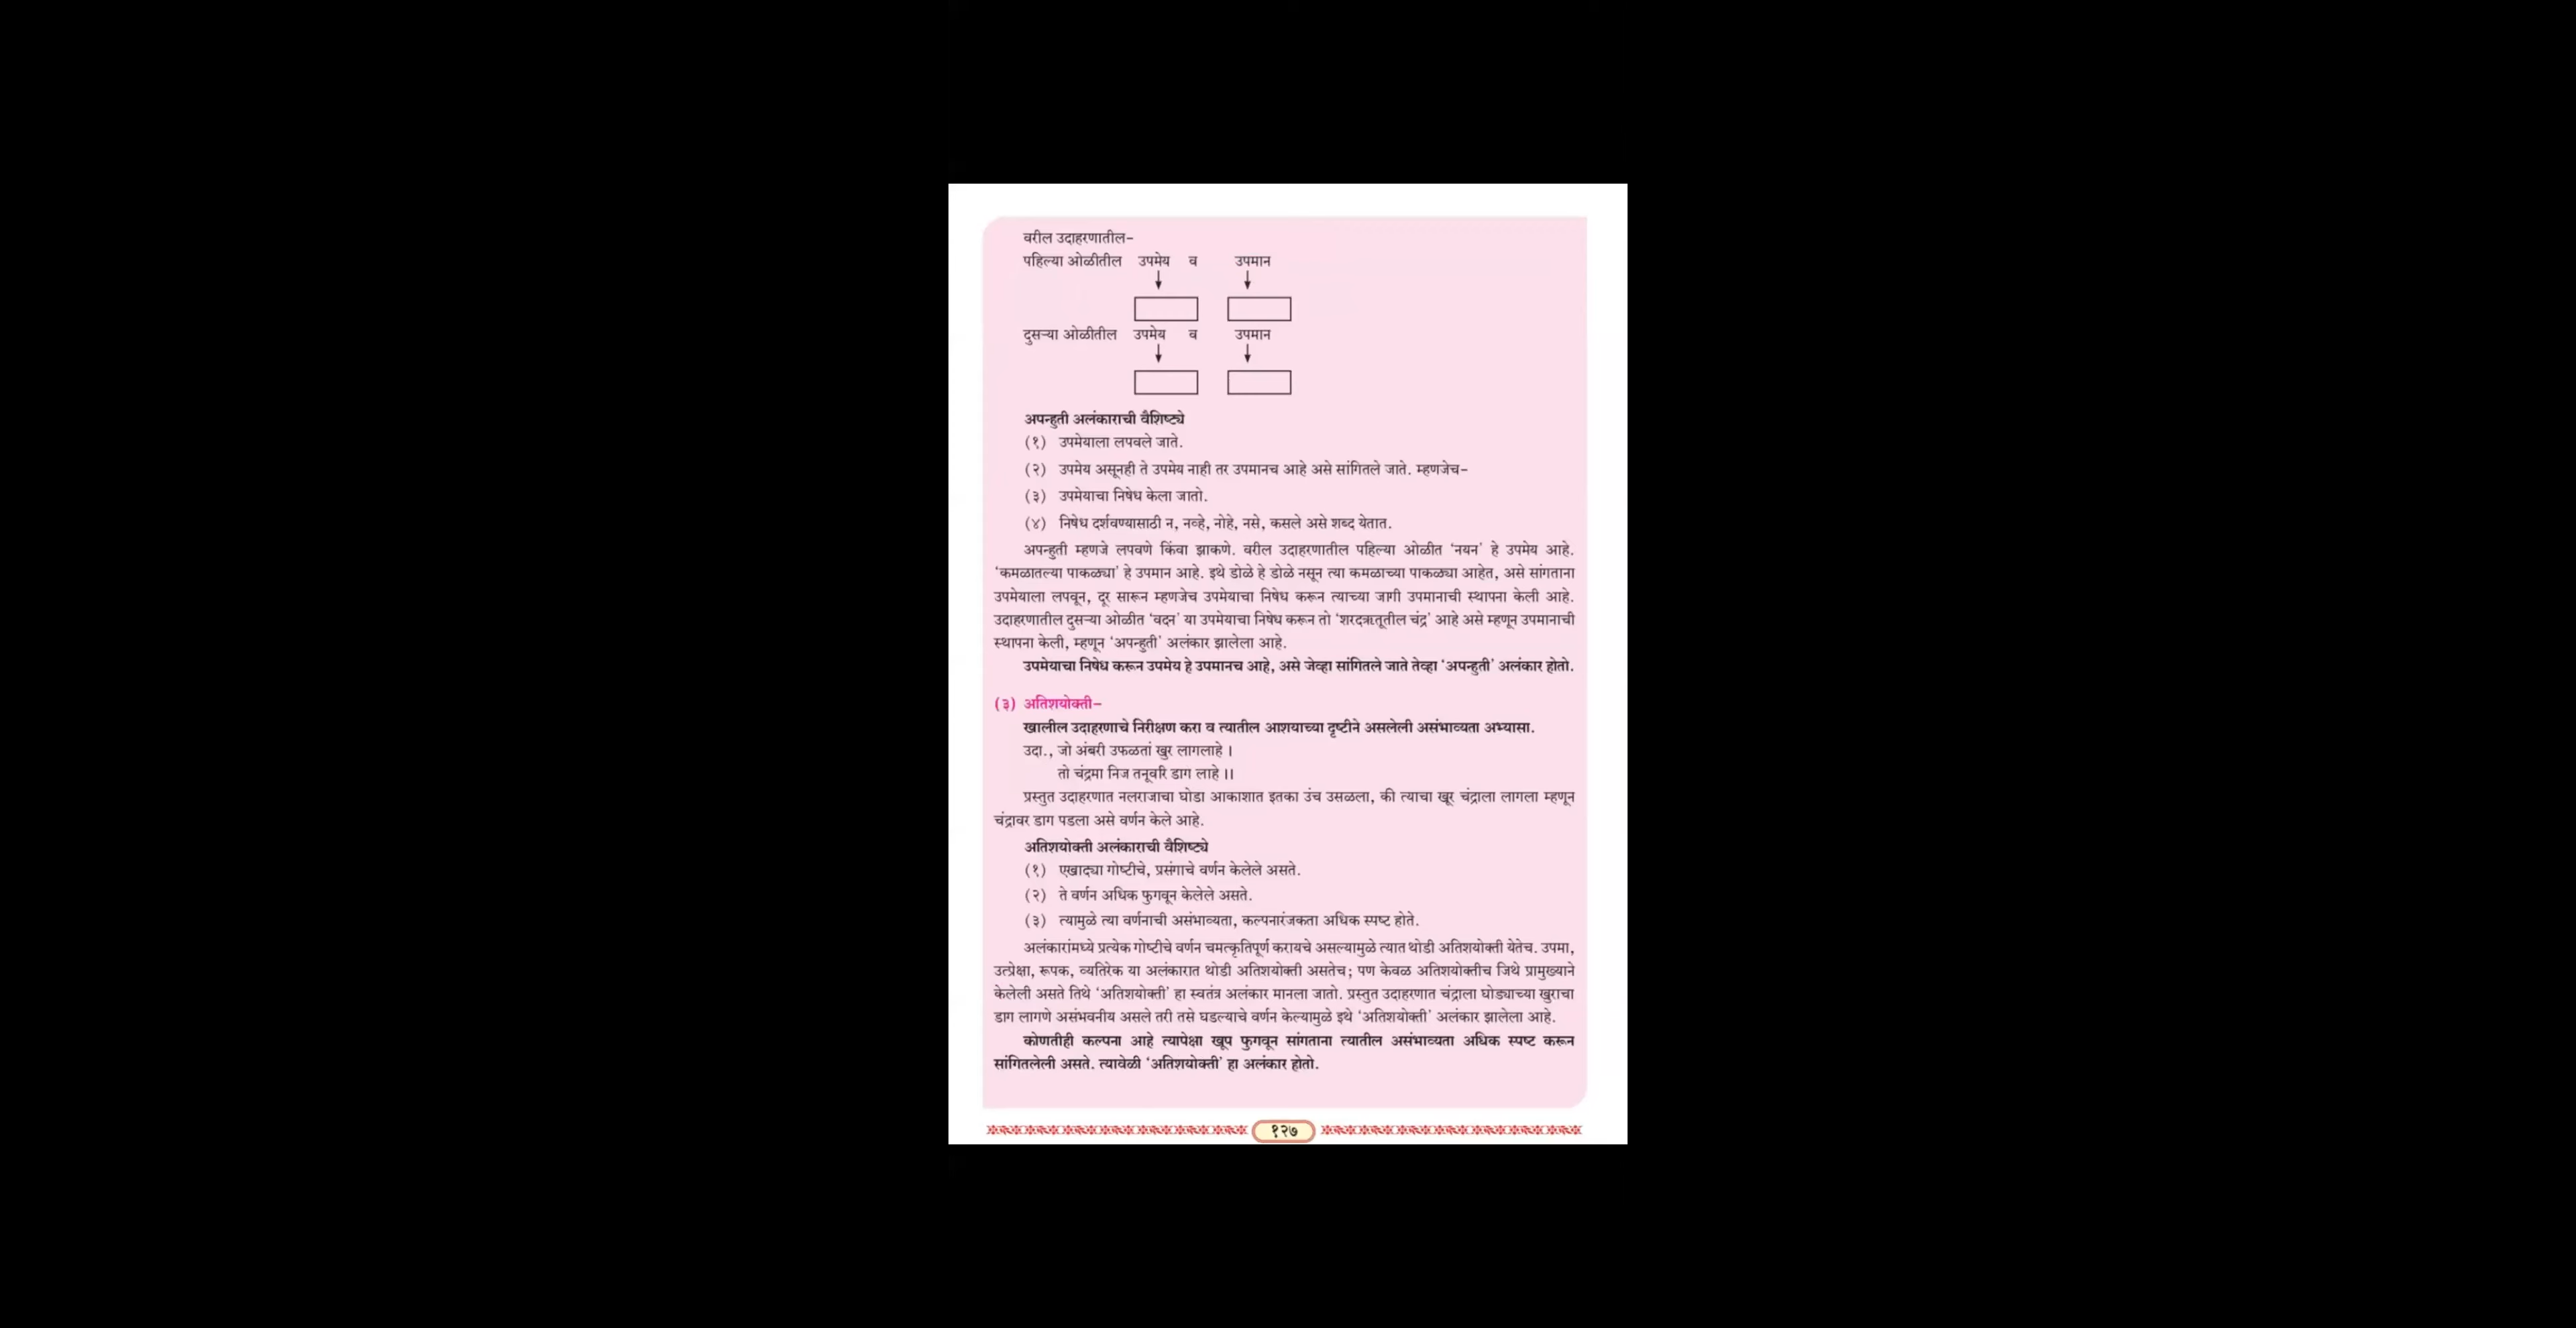 वरील उदाहरणातील-
पहिल्या ओळीतील उपमेय व उपमान
दुसऱ्या ओळीतील उपमेय व उपमान
अपन्हुती अलंकाराची वैशिष्ट्ये
(१) उपमेयाला लपवले जाते.
(२) उपमेय असूनही ते उपमेय नाही तर उपमानच आहे असे सांगितले जाते. म्हणजेच-
(३) उपमेयाचा निषेध केला जातो.
(४) निषेध दर्शवण्यासाठी न, नव्हे, नोहे, नसे, कसले असे शब्द येतात.
अपन्हुती म्हणजे लपवणे किंवा झाकणे. वरील उदाहरणातील पहिल्या ओळीत ‘नयन’ हे उपमेय आहे.
‘कमळातल्या पाकळ्या’ हे उपमान आहे. इथे डोळे हे डोळे नसून त्या कमळाच्या पाकळ्या आहेत, असे सांगताना
उपमेयाला लपवून, दूर सारून म्हणजेच उपमेयाचा निषेध करून त्याच्या जागी उपमानाची स्थापना केली आहे.
उदाहरणातील दुसऱ्या ओळीत ‘वदन’ या उपमेयाचा निषेध करून तो ‘शरदऋतूतील चंद्र’ आहे असे म्हणून उपमानाची
स्थापना केली, म्हणून ‘अपन्हुती’ अलंकार झालेला आहे.
उपमेयाचा निषेध करून उपमेय हे उपमानच आहे, असे जेव्हा सांगितले जाते तेव्हा ‘अपन्हुती’ अलंकार होतो.
(३) अतिशयोक्ती-
खालील उदाहरणाचे निरीक्षण करा व त्यातील आशयाच्या दृष्टीने असलेली असंभाव्यता अभ्यासा.
उदा., जो अंबरी उफळतां खुर लागलाहे ।
तो चंद्रमा निज तनूवरि डाग लाहे ।।
प्रस्तुत उदाहरणात नलराजाचा घोडा आकाशात इतका उंच उसळला, की त्याचा खूर चंद्राला लागला म्हणून
चंद्रावर डाग पडला असे वर्णन केले आहे.
अतिशयोक्ती अलंकाराची वैशिष्ट्ये
(१) एखाद्या गोष्टीचे, प्रसंगाचे वर्णन केलेले असते.
(२) ते वर्णन अधिक फुगवून केलेले असते.
(३) त्यामुळे त्या वर्णनाची असंभाव्यता, कल्पनारंजकता अधिक स्पष्ट होते.
अलंकारांमध्ये प्रत्येक गोष्टीचे वर्णन चमत्कृतिपूर्ण करायचे असल्यामुळे त्यात थोडी अतिशयोक्ती येतेच. उपमा,
उत्प्रेक्षा, रूपक, व्यतिरेक या अलंकारात थोडी अतिशयोक्ती असतेच; पण केवळ अतिशयोक्तीच जिथे प्रामुख्याने
केलेली असते तिथे ‘अतिशयोक्ती’ हा स्वतंत्र अलंकार मानला जातो. प्रस्तुत उदाहरणात चंद्राला घोड्याच्या खुराचा
डाग लागणे असंभवनीय असले तरी तसे घडल्याचे वर्णन केल्यामुळे इथे ‘अतिशयोक्ती’ अलंकार झालेला आहे.
कोणतीही कल्पना आहे त्यापेक्षा खूप फुगवून सांगताना त्यातील असंभाव्यता अधिक स्पष्ट करून
सांगितलेली असते. त्यावेळी ‘अतिशयोक्ती’ हा अलंकार होतो.
१२७